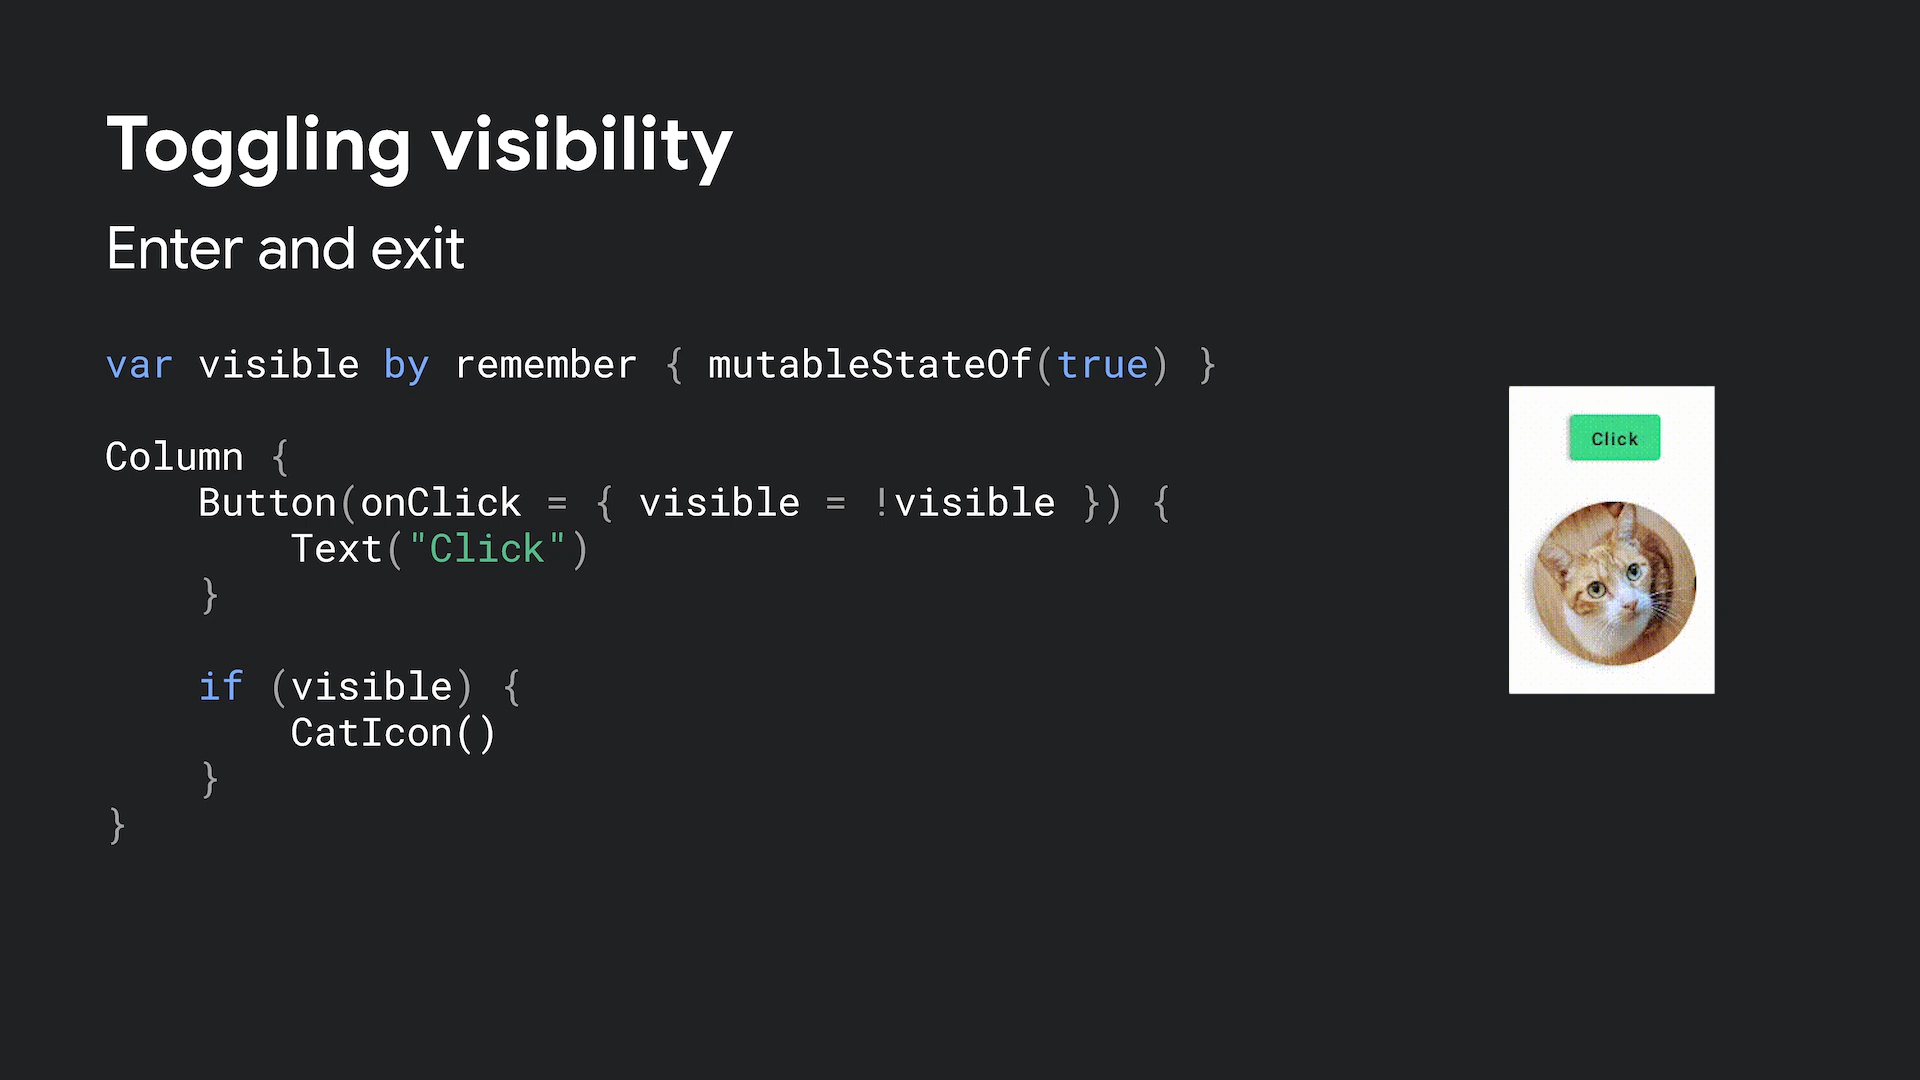 Toggling visibility
Enter and exit
var visible by remember { mutableStateOf(true) }
Column {
    Button(onClick = { visible = !visible }) {
        Text("Click")
    }
    if (visible) {
        CatIcon()
    }
}
Click